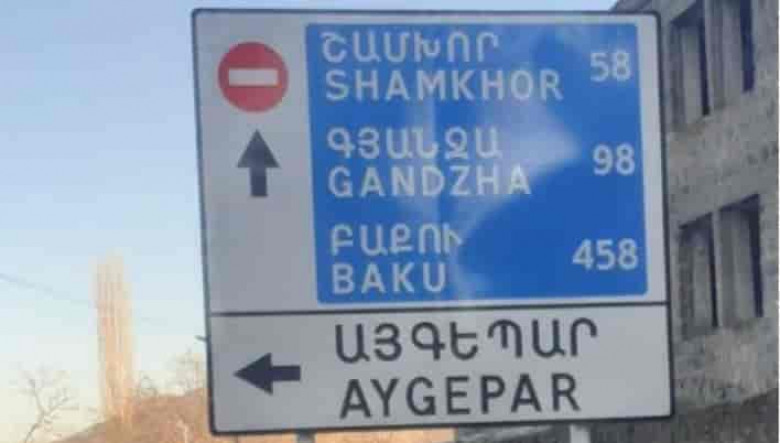 ՇԱՄԽՈՐ
SHAMKHOR 58
ԳՅԱՆՋԱ
GANDZHA 98
ԲԱՔՈՒ
BAKU 458
ԱՅԳԵՊԱՐ
AYGEPAR